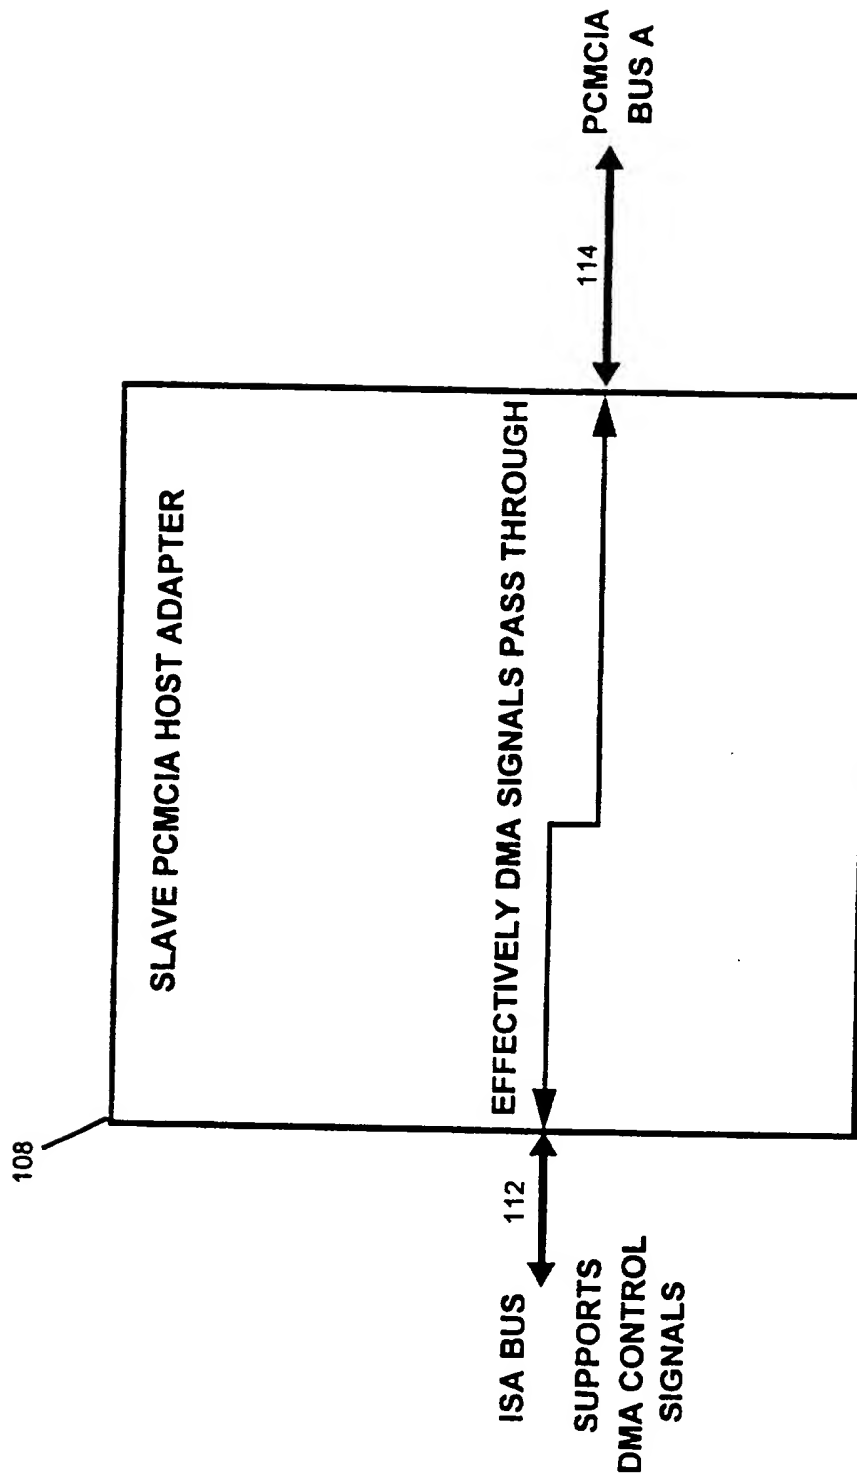 108
SLAVE PCMCIA HOST ADAPTER
EFFECTIVELY DMA SIGNALS PASS THROUGH
ISA BUS
112
SUPPORTS
DMA CONTROL
SIGNALS
114
PCMCIA
BUS A